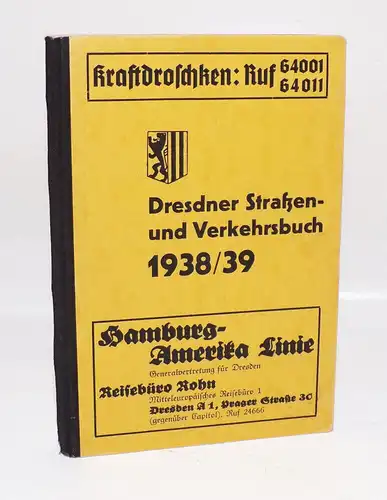 Kraftdroschken: Ruf 64001
64011
Dresdner Straßen-
und Verkehrsbuch
1938/39
Hamburg-
Amerika Linie
Generalvertretung für Dresden
Reisebüro Rohn
Mitteleuropäisches Reisebüro 1
Dresden A 1, Prager Straße 30
(gegenüber Capitol), Ruf 24666